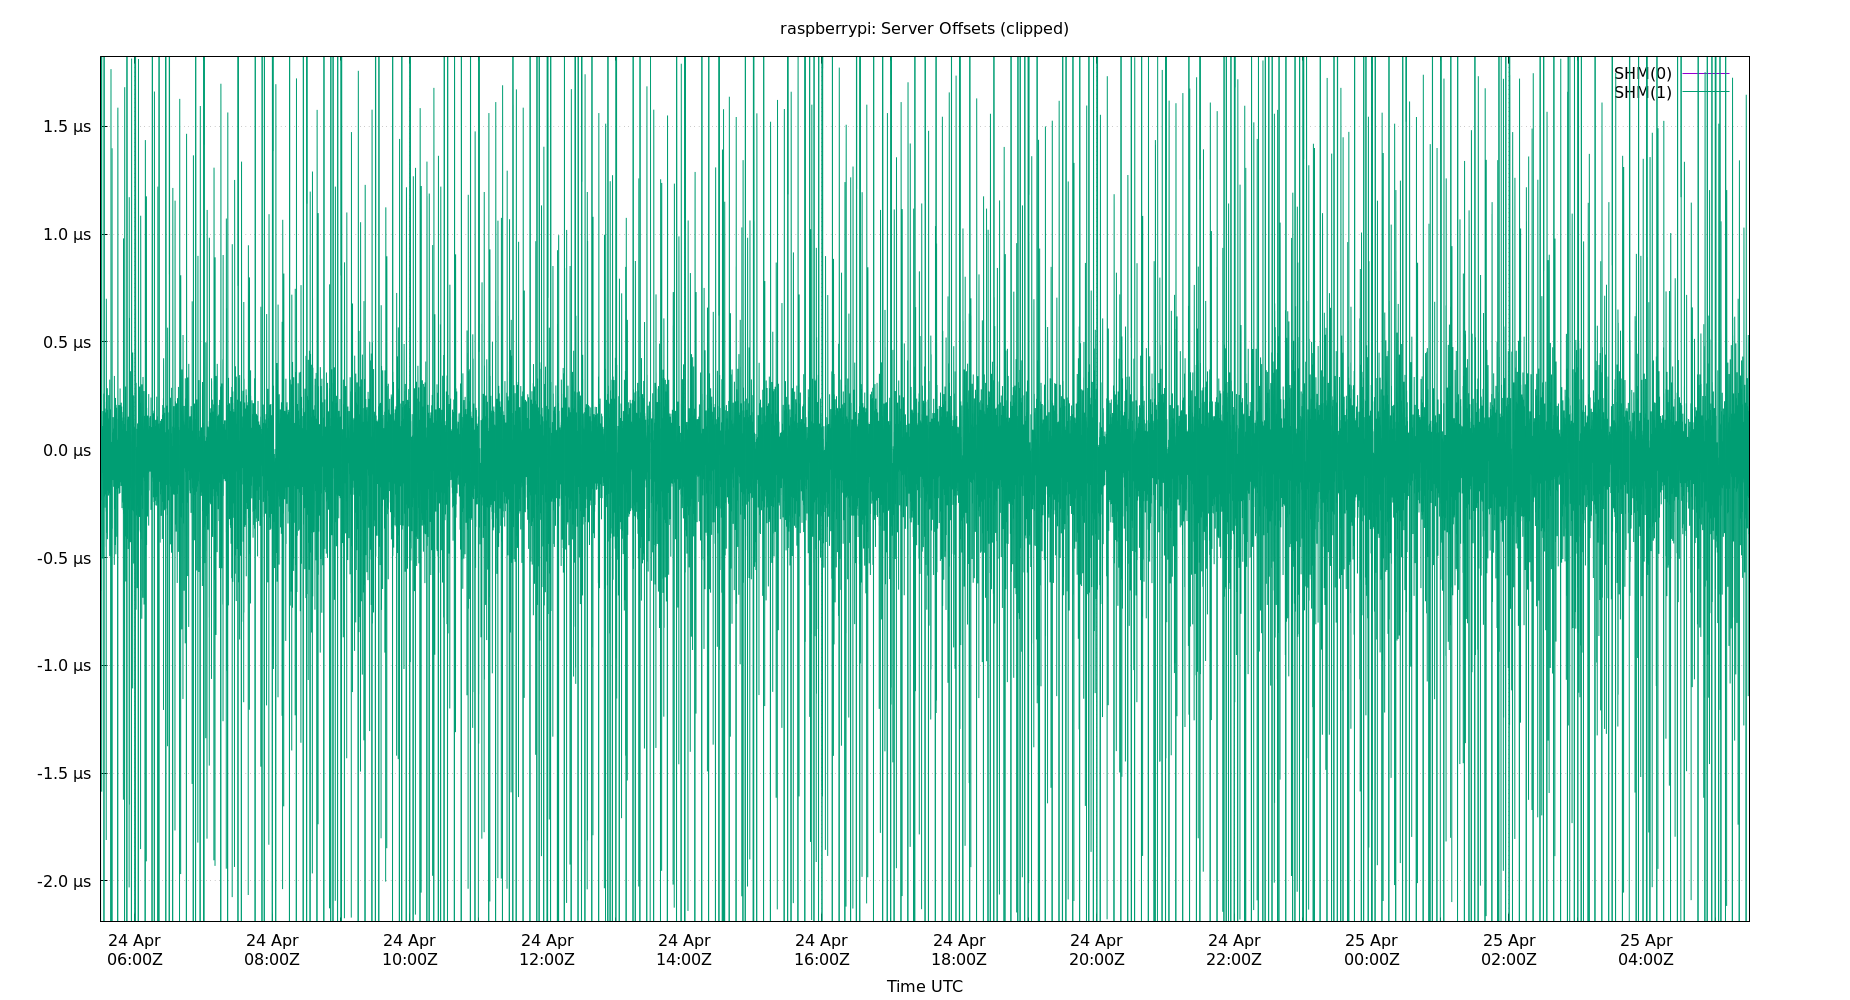 raspberrypi: Server Offsets (clipped)
SHM(0)
SHM(1)
1.5 µs
1.0 µs
0.5 µs
0.0 µs
-0.5 µs
-1.0 µs
-1.5 µs
-2.0 µs
24 Apr 24 Apr 24 Apr 24 Apr 24 Apr 24 Apr 24 Apr 24 Apr 24 Apr 25 Apr 25 Apr 25 Apr
06:00Z 08:00Z 10:00Z 12:00Z 14:00Z 16:00Z 18:00Z 20:00Z 22:00Z 00:00Z 02:00Z 04:00Z
Time UTC